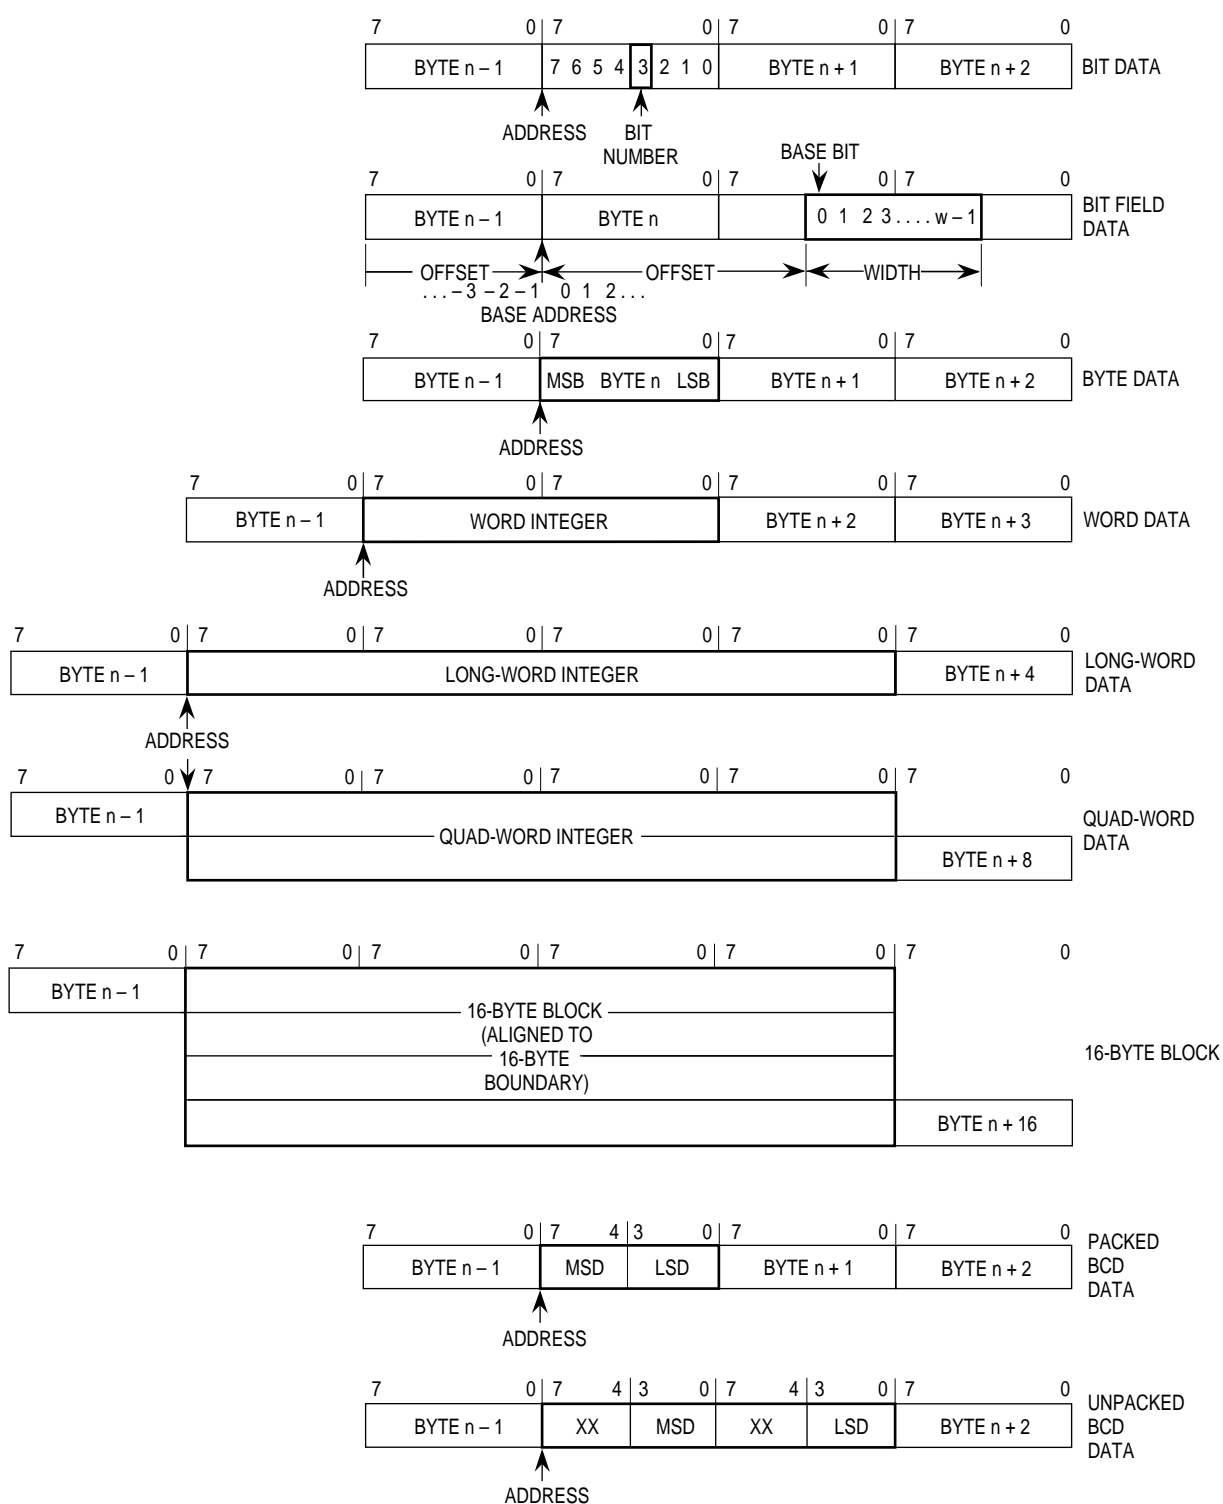 7 0 7 0 7 0 7 0
BYTE n – 1 7 6 5 4 3 2 1 0 BYTE n + 1 BYTE n + 2 BIT DATA
ADDRESS BIT
NUMBER
BASE BIT
7 0 7 0 7 0 7 0
BYTE n – 1 BYTE n 0 1 2 3 . . . . w – 1 BIT FIELD
DATA
OFFSET OFFSET WIDTH
. . . – 3 – 2 – 1 0 1 2 . . .
BASE ADDRESS
7 0 7 0 7 0 7 0
BYTE n – 1 MSB BYTE n LSB BYTE n + 1 BYTE n + 2 BYTE DATA
ADDRESS
7 0 7 0 7 0 7 0 7 0
BYTE n – 1 WORD INTEGER BYTE n + 2 BYTE n + 3 WORD DATA
ADDRESS
7 0 7 0 7 0 7 0 7 0 7 0
BYTE n – 1 LONG-WORD INTEGER BYTE n + 4 LONG-WORD
DATA
ADDRESS
7 0 7 0 7 0 7 0 7 0 7 0
BYTE n – 1
QUAD-WORD INTEGER QUAD-WORD
DATA
BYTE n + 8
7 0 7 0 7 0 7 0 7 0 7 0
BYTE n – 1
16-BYTE BLOCK
(ALIGNED TO
16-BYTE 16-BYTE BLOCK
BOUNDARY)
BYTE n + 16
7 0 7 4 3 0 7 0 7 0
BYTE n – 1 MSD LSD BYTE n + 1 BYTE n + 2 PACKED
BCD
DATA
ADDRESS
7 0 7 4 3 0 7 4 3 0 7 0
BYTE n – 1 XX MSD XX LSD BYTE n + 2 UNPACKED
BCD
DATA
ADDRESS